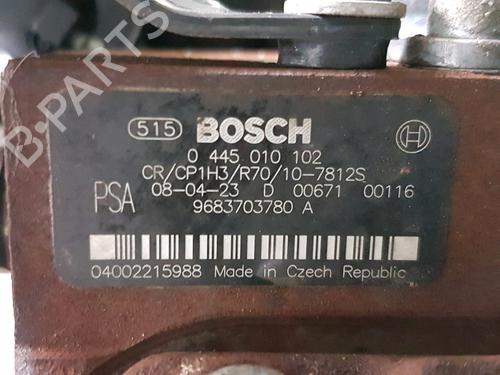 515 BOSCH
0 445 010 102
CR/CP1H3/R70/10-7812S
PSA 08-04-23 D 00671 00116
9683703780 A
04002215988 Made in Czech Republic
B-PARTS